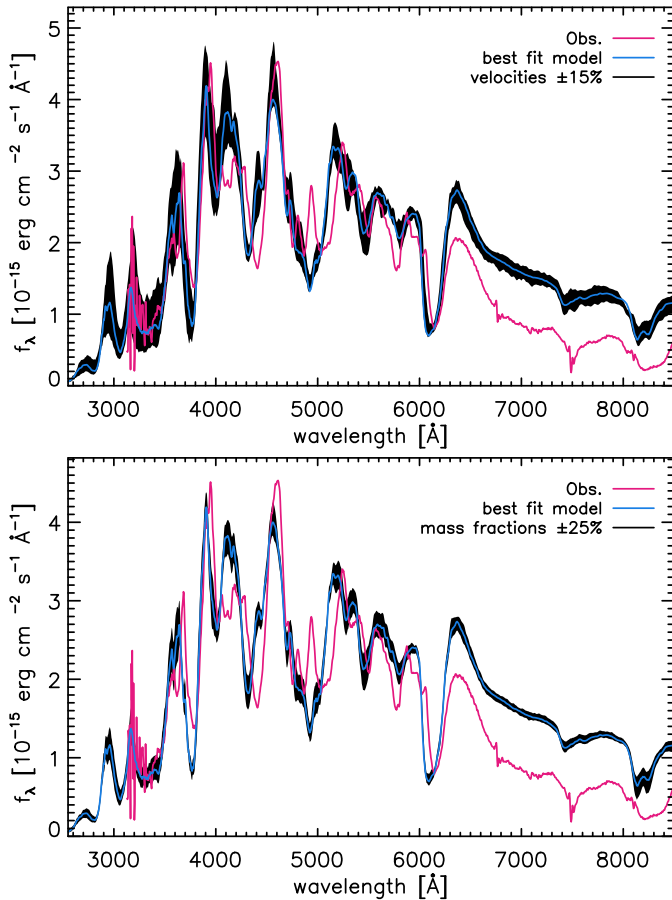 5
4
3
2
1
0
f_λ [10^−15 erg cm ^−2 s^−1 Å^−1]
Obs.
best fit model
velocities ±15%
3000 4000 5000 6000 7000 8000
wavelength [Å]
4
3
2
1
0
f_λ [10^−15 erg cm ^−2 s^−1 Å^−1]
Obs.
best fit model
mass fractions ±25%
3000 4000 5000 6000 7000 8000
wavelength [Å]